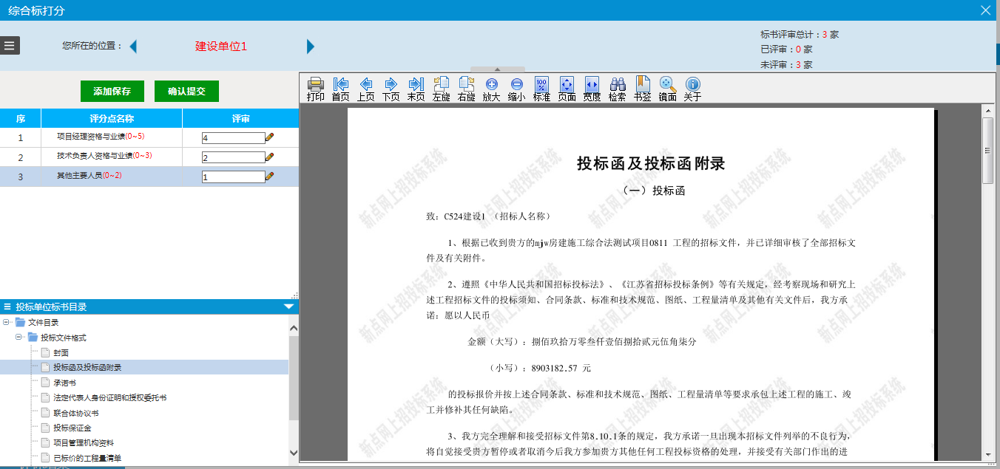 综合标打分
您所在的位置：
建设单位1
标书评审总计：3 家
已评审：0 家
未评审：3 家
添加保存
确认提交
序 评分点名称 评审
1 项目经理资格与业绩(0~5) 4
2 技术负责人资格与业绩(0~3) 2
3 其他主要人员(0~2) 1
投标单位标书目录
文件目录
投标文件格式
封面
投标函及投标函附录
承诺书
法定代表人身份证明和授权委托书
联合体协议书
投标保证金
项目管理机构资料
已标价的工程量清单
打印 首页 上页 下页 末页 左旋 右旋 放大 缩小 标准 页面 宽度 检索 书签 镜面 关于
投标函及投标函附录
（一）投标函
致：C524建设1 （招标人名称）
1、根据已收到贵方的mjw房建施工综合法测试项目0811 工程的招标文件，并已详细审核了全部招标文
件及有关附件。
2、遵照《中华人民共和国招标投标法》、《江苏省招标投标条例》等有关规定，经考察现场和研究上
述工程招标文件的投标须知、合同条款、标准和技术规范、图纸、工程量清单及其他有关文件后，我方承
诺：愿以人民币
金额（大写）：捌佰玖拾万零叁仟壹佰捌拾贰元伍角柒分
（小写）：8903182.57 元
的投标报价并按上述合同条款、标准和技术规范、图纸、工程量清单等要求承包上述工程的施工、竣
工并修补其任何缺陷。
3、我方完全理解和接受招标文件第8.10.1条的规定，我方承诺一旦出现本招标文件列举的不良行为，
将自觉接受贵方暂停或者取消今后我方参加贵方其他任何工程投标资格的处理，并接受有关部门作出的进
新点网上招投标系统